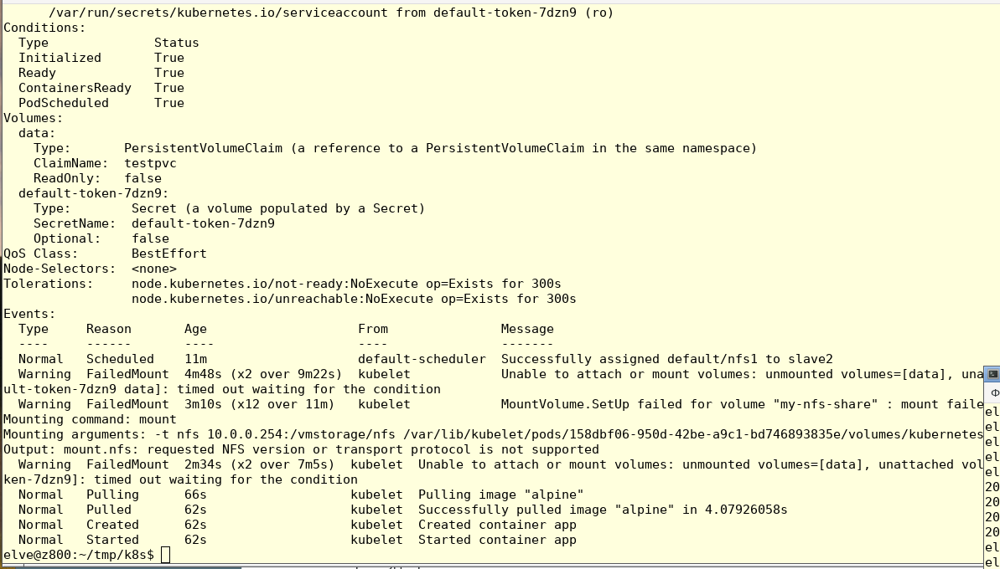 /var/run/secrets/kubernetes.io/serviceaccount from default-token-7dzn9 (ro)
Conditions:
Type Status
Initialized True
Ready True
ContainersReady True
PodScheduled True
Volumes:
data:
Type: PersistentVolumeClaim (a reference to a PersistentVolumeClaim in the same namespace)
ClaimName: testpvc
ReadOnly: false
default-token-7dzn9:
Type: Secret (a volume populated by a Secret)
SecretName: default-token-7dzn9
Optional: false
QoS Class: BestEffort
Node-Selectors: <none>
Tolerations: node.kubernetes.io/not-ready:NoExecute op=Exists for 300s
node.kubernetes.io/unreachable:NoExecute op=Exists for 300s
Events:
Type Reason Age From Message
---- ------ ---- ---- -------
Normal Scheduled 11m default-scheduler Successfully assigned default/nfs1 to slave2
Warning FailedMount 4m48s (x2 over 9m22s) kubelet Unable to attach or mount volumes: unmounted volumes=[data], una
ult-token-7dzn9 data]: timed out waiting for the condition
Warning FailedMount 3m10s (x12 over 11m) kubelet MountVolume.SetUp failed for volume "my-nfs-share" : mount faile
Mounting command: mount
Mounting arguments: -t nfs 10.0.0.254:/vmstorage/nfs /var/lib/kubelet/pods/158dbf06-950d-42be-a9c1-bd746893835e/volumes/kubernetes
Output: mount.nfs: requested NFS version or transport protocol is not supported
Warning FailedMount 2m34s (x2 over 7m5s) kubelet Unable to attach or mount volumes: unmounted volumes=[data], unattached vol
ken-7dzn9]: timed out waiting for the condition
Normal Pulling 66s kubelet Pulling image "alpine"
Normal Pulled 62s kubelet Successfully pulled image "alpine" in 4.07926058s
Normal Created 62s kubelet Created container app
Normal Started 62s kubelet Started container app
elve@z800:~/tmp/k8s$
Ф
el
el
el
el
el
20
20
20
20
el
el